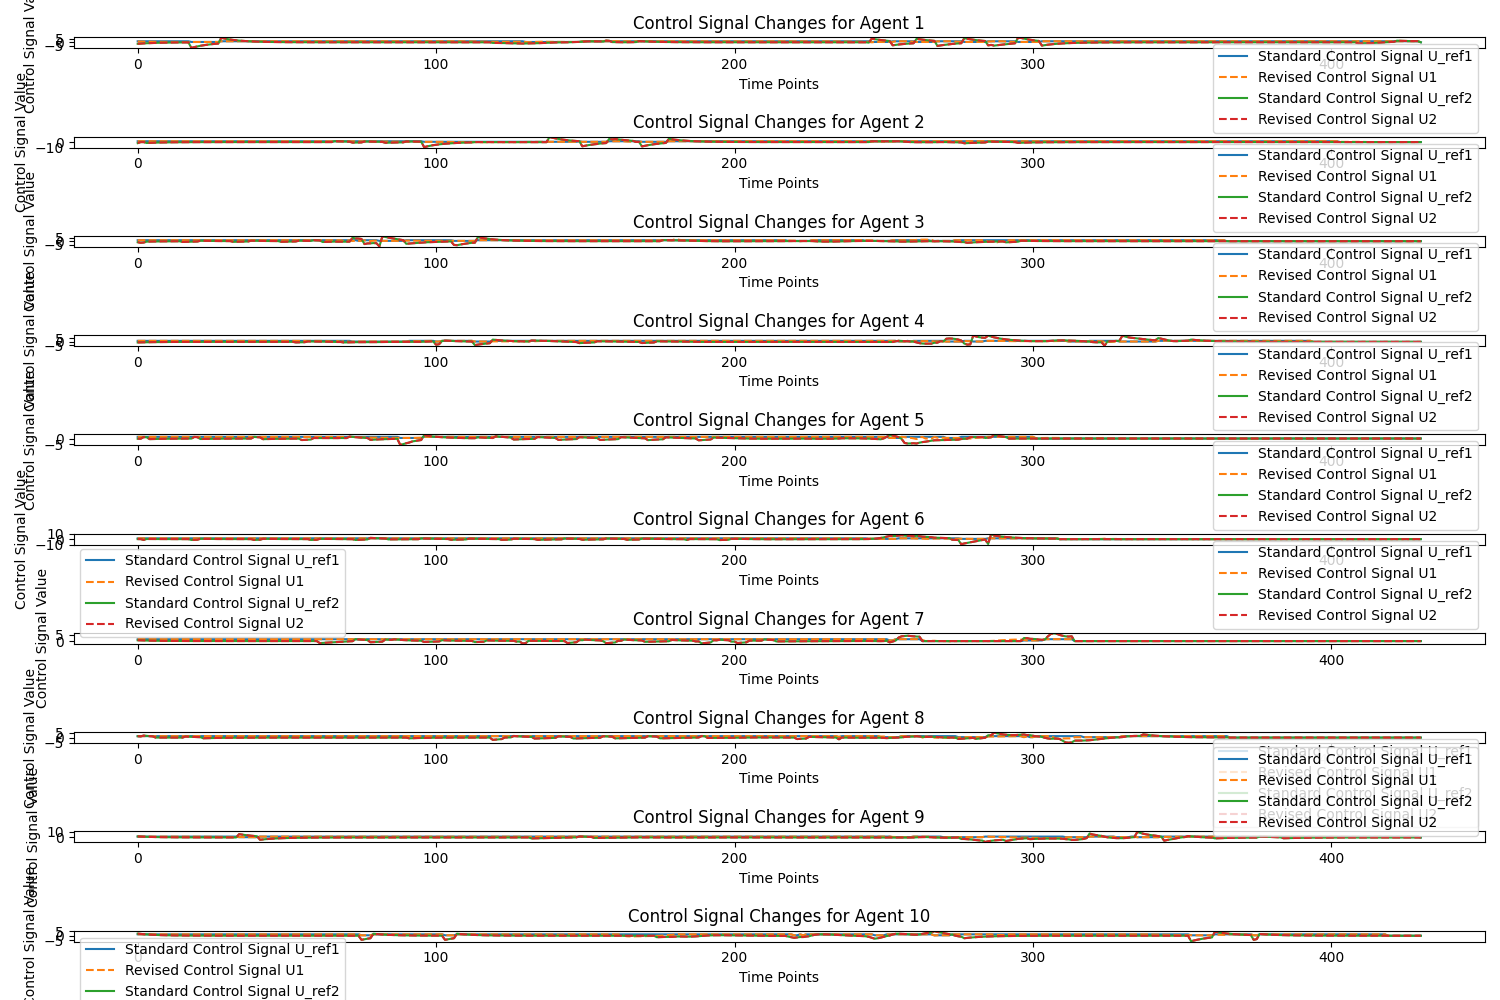 Control Signal Changes for Agent 1
Control Signal Va
5
0
−5
0
100
200
300
400
Time Points
Standard Control Signal U_ref1
Revised Control Signal U1
Standard Control Signal U_ref2
Revised Control Signal U2
Control Signal Changes for Agent 2
Control Signal Value
0
−10
0
100
200
300
400
Time Points
Standard Control Signal U_ref1
Revised Control Signal U1
Standard Control Signal U_ref2
Revised Control Signal U2
Control Signal Changes for Agent 3
Control Signal Value
5
0
−5
0
100
200
300
400
Time Points
Standard Control Signal U_ref1
Revised Control Signal U1
Standard Control Signal U_ref2
Revised Control Signal U2
Control Signal Changes for Agent 4
Control Signal Value
5
0
−5
0
100
200
300
400
Time Points
Standard Control Signal U_ref1
Revised Control Signal U1
Standard Control Signal U_ref2
Revised Control Signal U2
Control Signal Changes for Agent 5
Control Signal Value
0
−5
0
100
200
300
400
Time Points
Standard Control Signal U_ref1
Revised Control Signal U1
Standard Control Signal U_ref2
Revised Control Signal U2
Control Signal Changes for Agent 6
Control Signal Value
10
0
−10
100
200
300
400
Time Points
Standard Control Signal U_ref1
Revised Control Signal U1
Standard Control Signal U_ref2
Revised Control Signal U2
Control Signal Changes for Agent 7
Control Signal Value
5
0
0
100
200
300
400
Time Points
Standard Control Signal U_ref1
Revised Control Signal U1
Standard Control Signal U_ref2
Revised Control Signal U2
Control Signal Changes for Agent 8
Control Signal Value
5
0
−5
0
100
200
300
Time Points
Standard Control Signal U_ref1
Revised Control Signal U1
Standard Control Signal U_ref2
Revised Control Signal U2
Control Signal Changes for Agent 9
Control Signal Value
10
0
0
100
200
300
400
Time Points
Standard Control Signal U_ref1
Revised Control Signal U1
Standard Control Signal U_ref2
Revised Control Signal U2
Control Signal Changes for Agent 10
Control Signal Value
5
0
−5
0
100
200
300
400
Time Points
Standard Control Signal U_ref1
Revised Control Signal U1
Standard Control Signal U_ref2